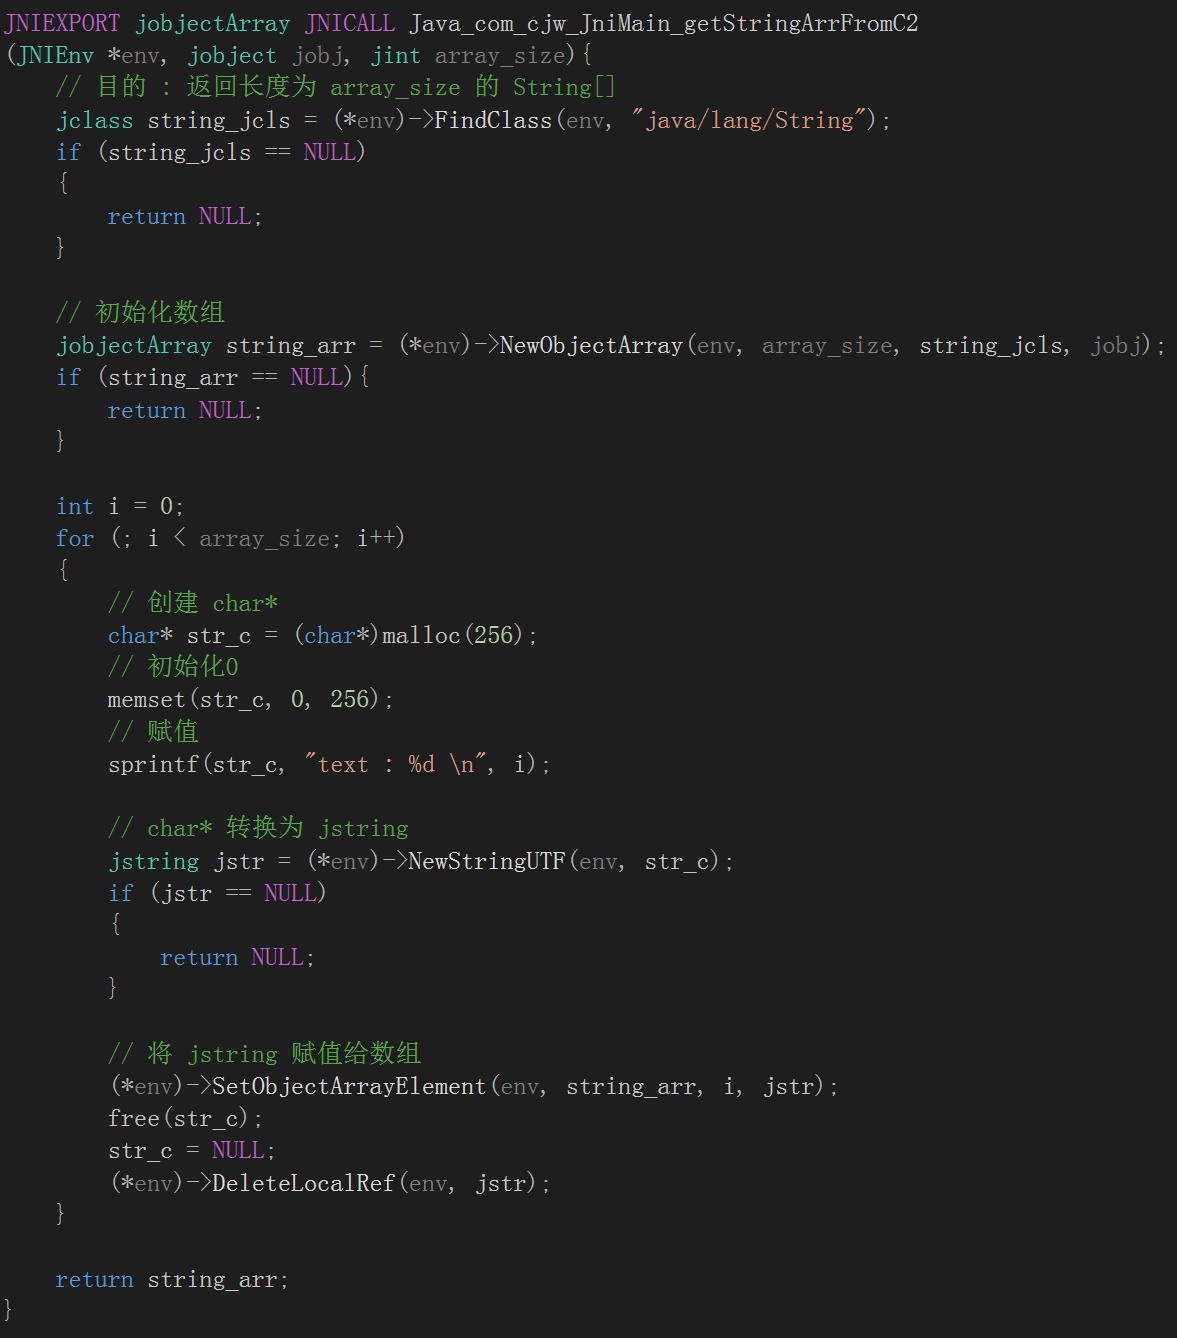 JNIEXPORT jobjectArray JNICALL Java_com_cjw_JniMain_getStringArrFromC2
(JNIEnv *env, jobject jobj, jint array_size){
    // 目的 : 返回长度为 array_size 的 String[]
    jclass string_jcls = (*env)->FindClass(env, "java/lang/String");
    if (string_jcls == NULL)
    {
        return NULL;
    }

    // 初始化数组
    jobjectArray string_arr = (*env)->NewObjectArray(env, array_size, string_jcls, jobj);
    if (string_arr == NULL){
        return NULL;
    }

    int i = 0;
    for (; i < array_size; i++)
    {
        // 创建 char*
        char* str_c = (char*)malloc(256);
        // 初始化0
        memset(str_c, 0, 256);
        // 赋值
        sprintf(str_c, "text : %d \n", i);

        // char* 转换为 jstring
        jstring jstr = (*env)->NewStringUTF(env, str_c);
        if (jstr == NULL)
        {
            return NULL;
        }

        // 将 jstring 赋值给数组
        (*env)->SetObjectArrayElement(env, string_arr, i, jstr);
        free(str_c);
        str_c = NULL;
        (*env)->DeleteLocalRef(env, jstr);
    }

    return string_arr;
}